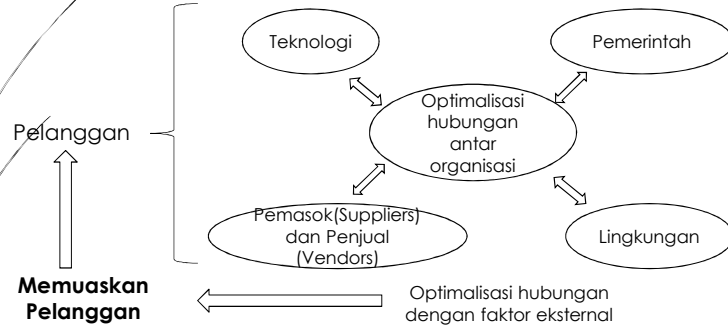 Teknologi
Pemerintah
Optimalisasi
hubungan
antar
organisasi
Pelanggan
Pemasok(Suppliers)
dan Penjual
(Vendors)
Lingkungan
Memuaskan
Pelanggan
Optimalisasi hubungan
dengan faktor eksternal